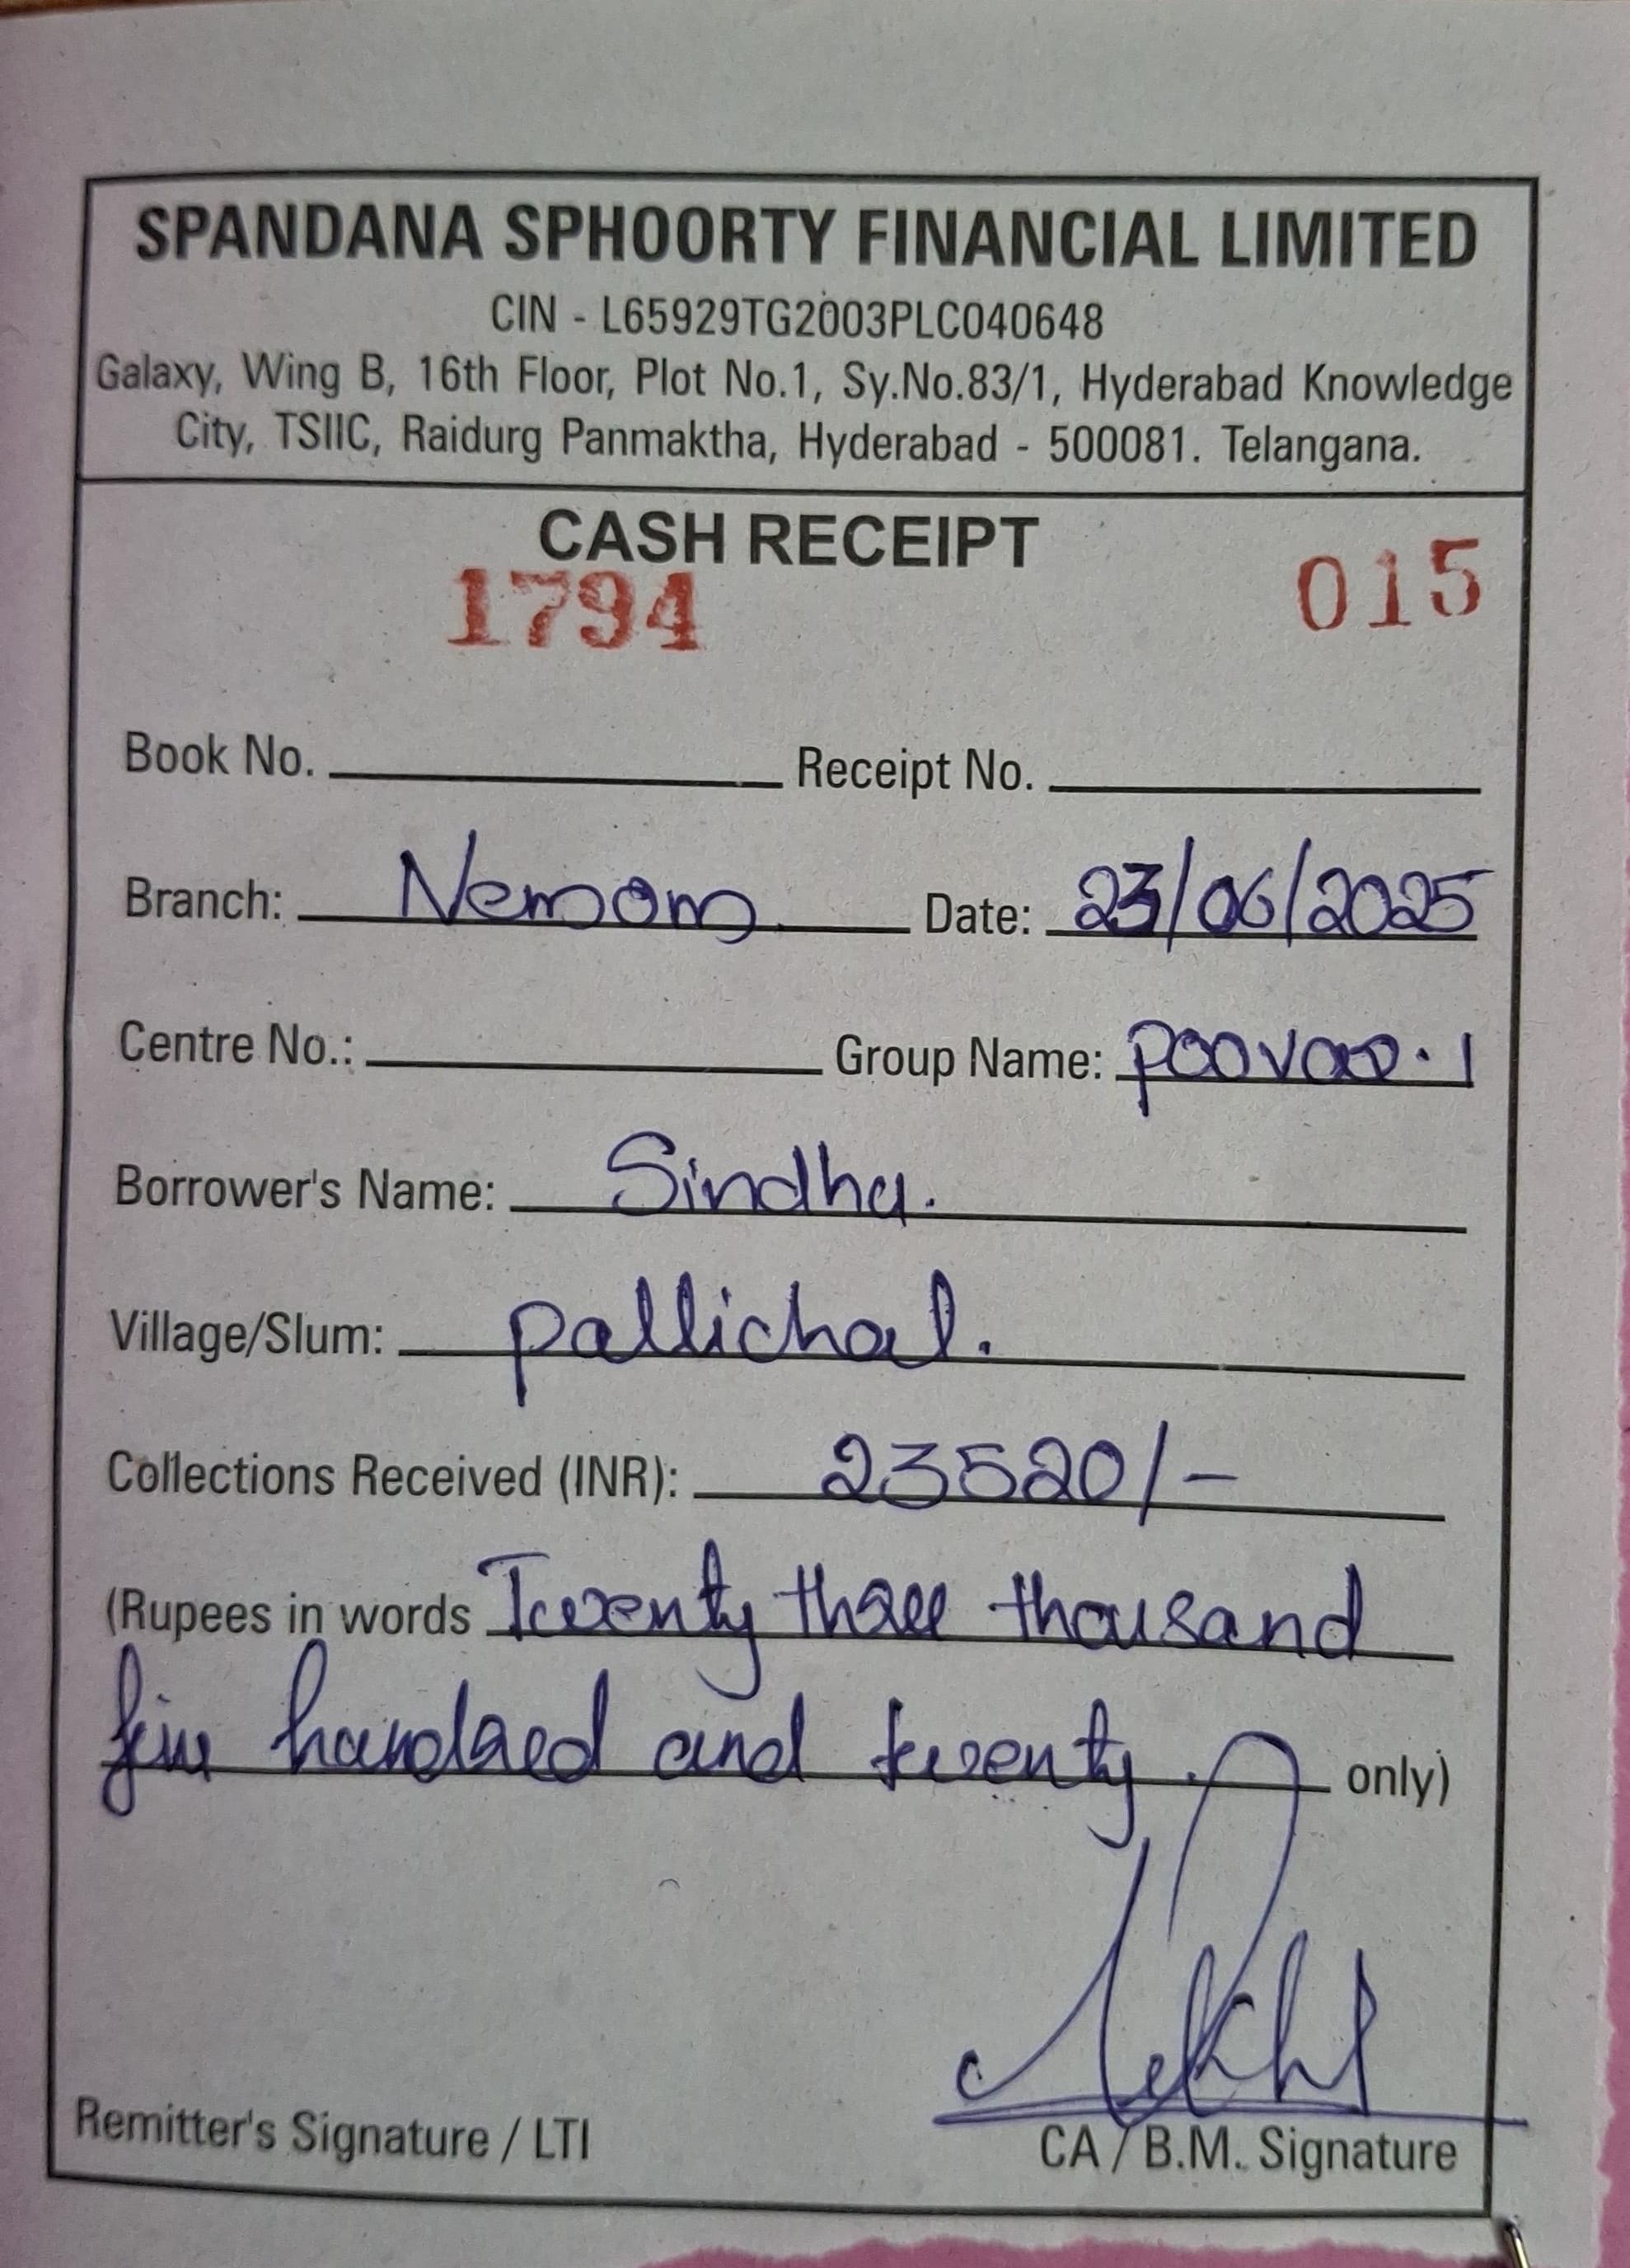 SPANDANA SPHOORTY FINANCIAL LIMITED
CIN - L65929TG2003PLC040648
Galaxy, Wing B, 16th Floor, Plot No.1, Sy.No.83/1, Hyderabad Knowledge
City, TSIIC, Raidurg Panmaktha, Hyderabad - 500081. Telangana.
CASH RECEIPT
1794 015
Book No. Receipt No.
Branch: Nemom Date: 23/06/2025
Centre No.: Group Name: poovar.1
Borrower's Name: Sindhu.
Village/Slum: pallichal.
Collections Received (INR): 23520/-
(Rupees in words Twenty three thousand
five hundred and twenty. only)
Remitter's Signature / LTI CA / B.M. Signature